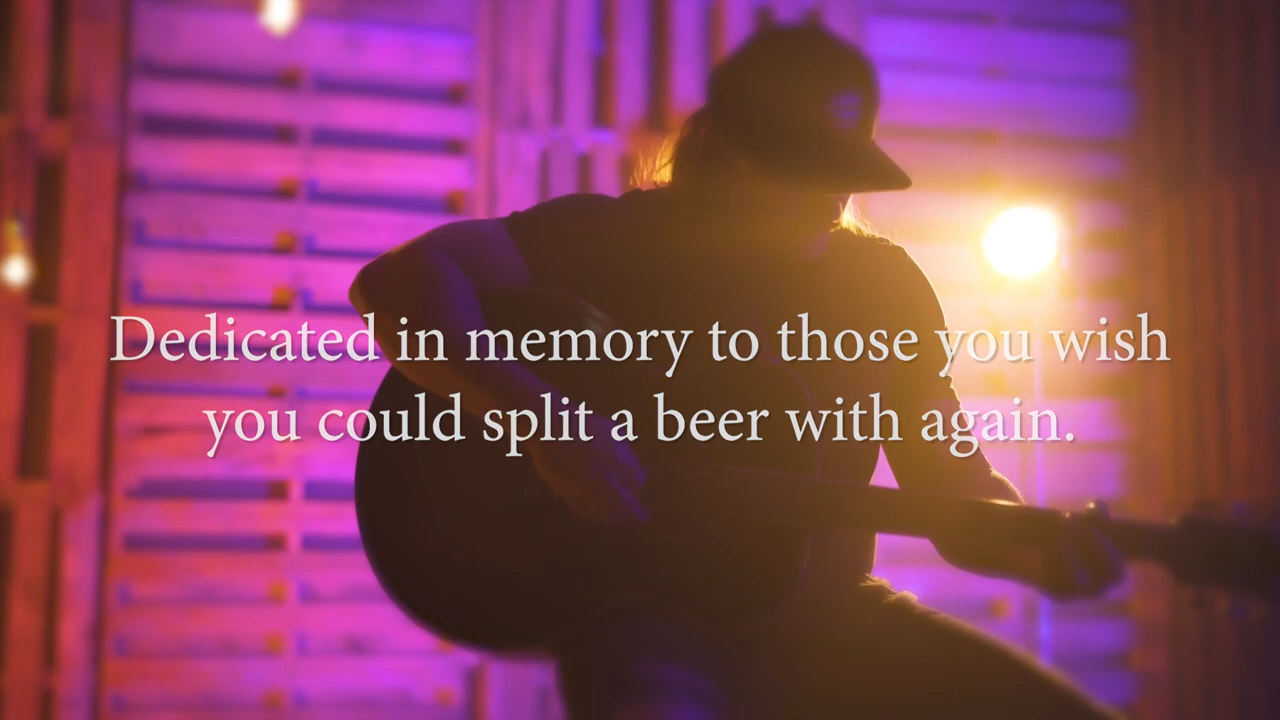 Dedicated in memory to those you wish
you could split a beer with again.